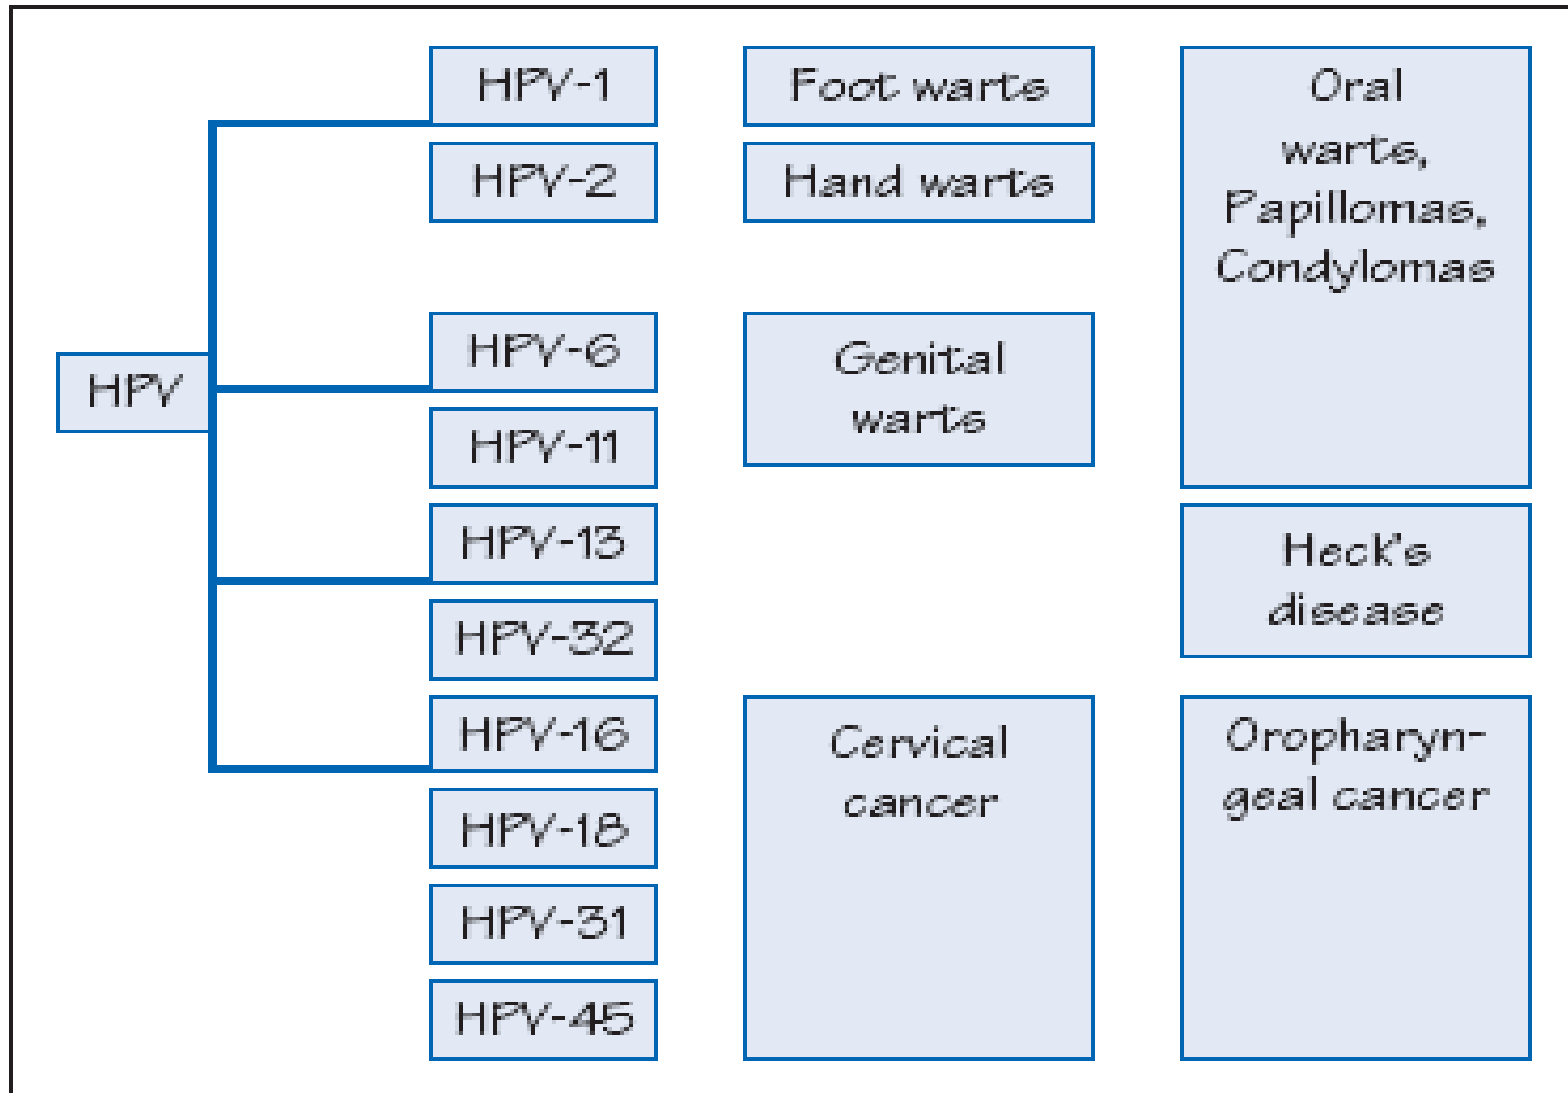 HPV
HPV-1
HPV-2
HPV-6
HPV-11
HPV-13
HPV-32
HPV-16
HPV-18
HPV-31
HPV-45
Foot warts
Hand warts
Genital
warts
Cervical
cancer
Oral
warts,
Papillomas,
Condylomas
Heck's
disease
Oropharyn-
geal cancer